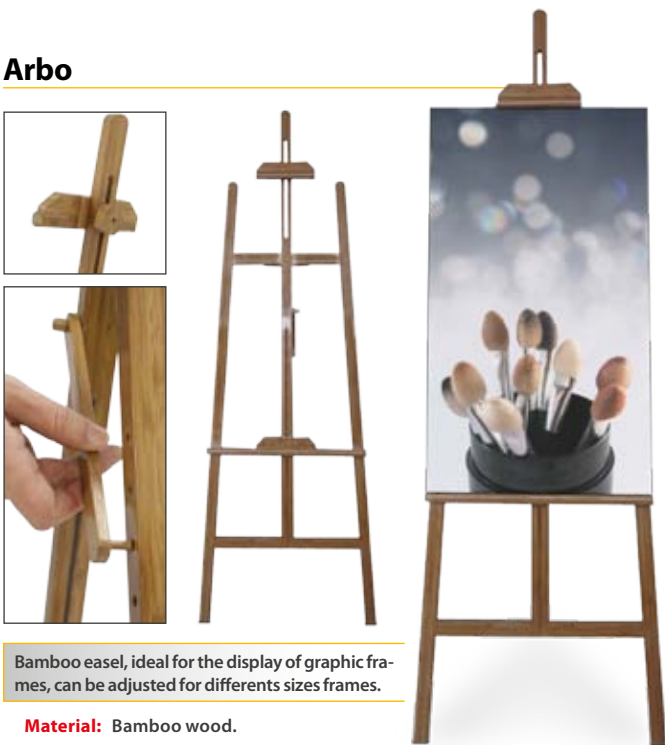 Arbo
Bamboo easel, ideal for the display of graphic fra-
mes, can be adjusted for differents sizes frames.
Material: Bamboo wood.